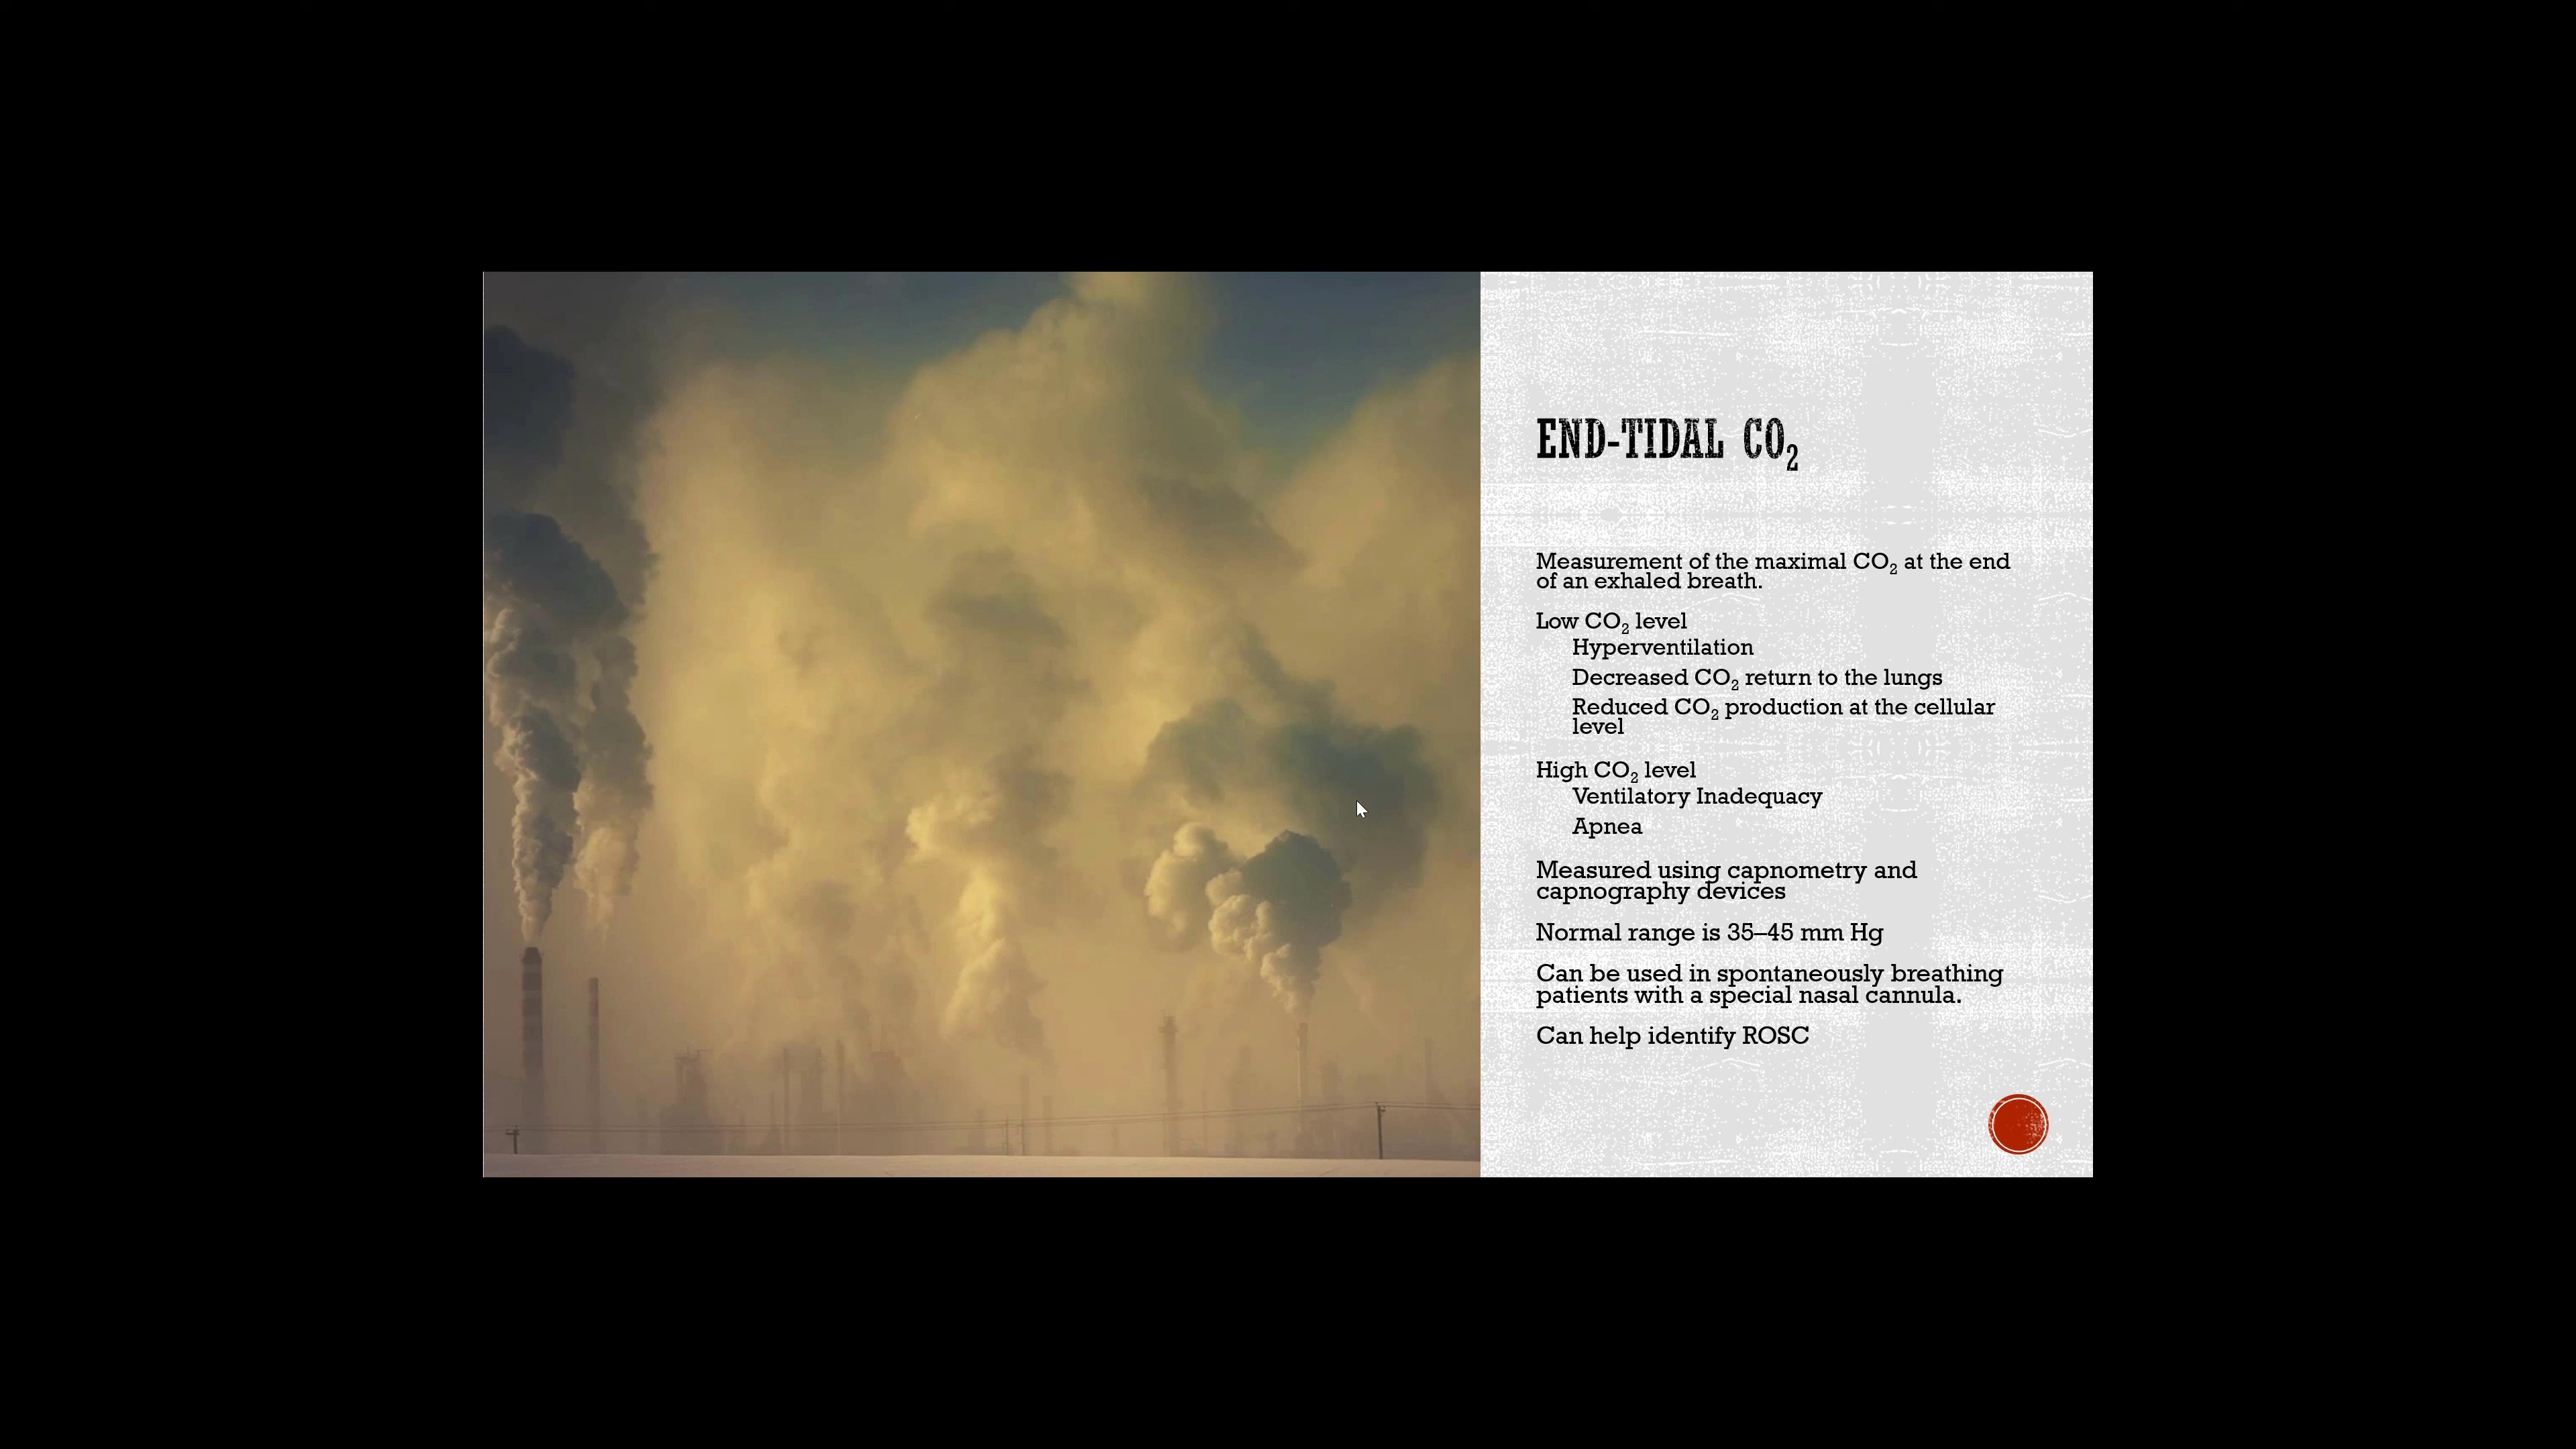 END-TIDAL CO₂
Measurement of the maximal CO₂ at the end
of an exhaled breath.
Low CO₂ level
Hyperventilation
Decreased CO₂ return to the lungs
Reduced CO₂ production at the cellular
level
High CO₂ level
Ventilatory Inadequacy
Apnea
Measured using capnometry and
capnography devices
Normal range is 35–45 mm Hg
Can be used in spontaneously breathing
patients with a special nasal cannula.
Can help identify ROSC